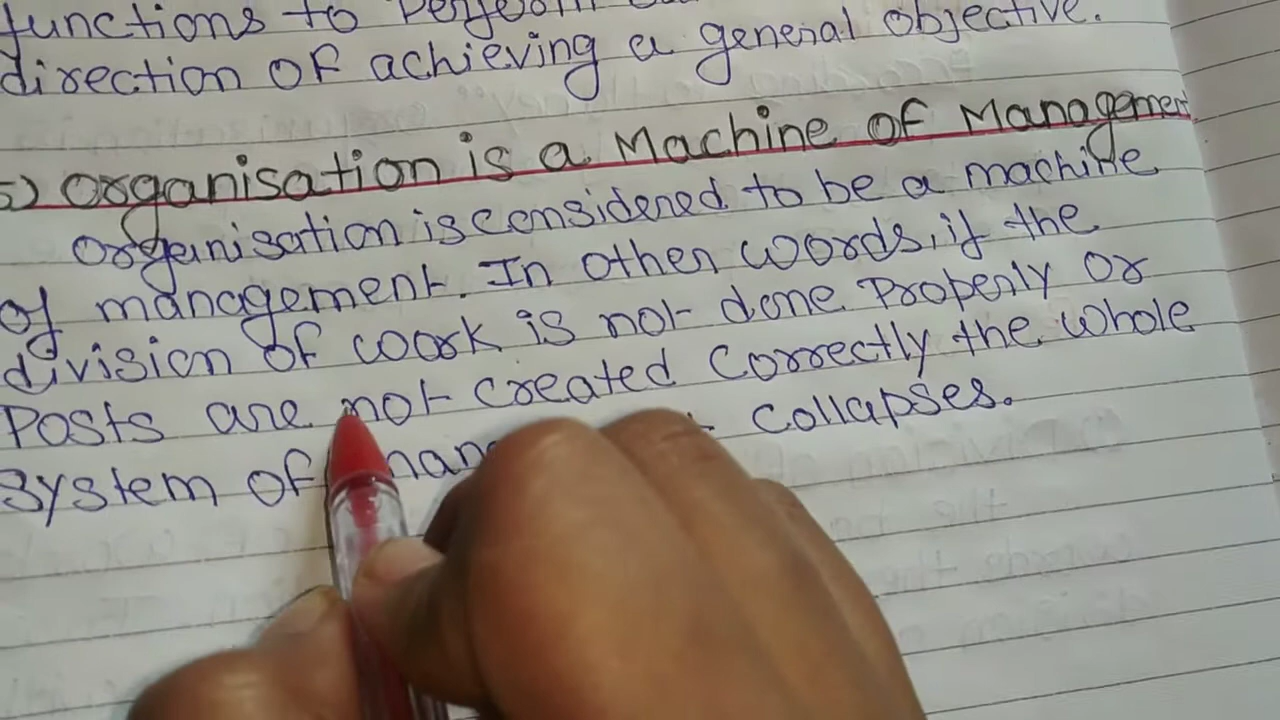 functions to
direction of achieving a general objective.
5) Organisation is a Machine of Management
Organisation is considered to be a machine
of management. In other words, if the
division of work is not done Properly or
Posts are not created Correctly the whole
system of Collapses.